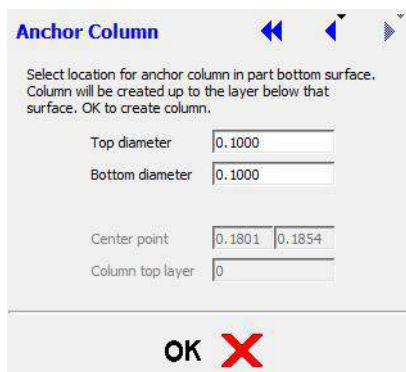 Anchor Column
Select location for anchor column in part bottom surface.
Column will be created up to the layer below that
surface. OK to create column.
Top diameter 0.1000
Bottom diameter 0.1000
Center point 0.1801 0.1854
Column top layer 0
OK